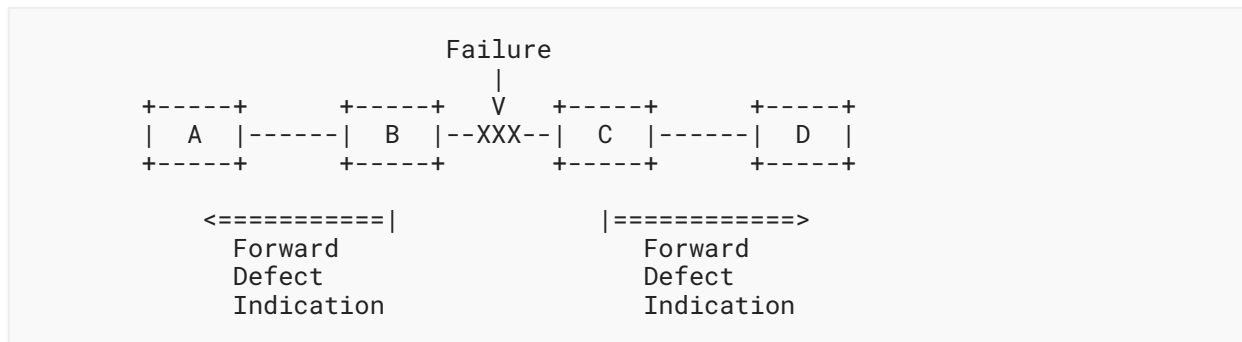 Failure
                         |
   +-----+      +-----+  V   +-----+      +-----+
   |  A  |------|  B  |--XXX--|  C  |------|  D  |
   +-----+      +-----+      +-----+      +-----+

       <===========|            |============>
         Forward                   Forward
         Defect                    Defect
         Indication                Indication